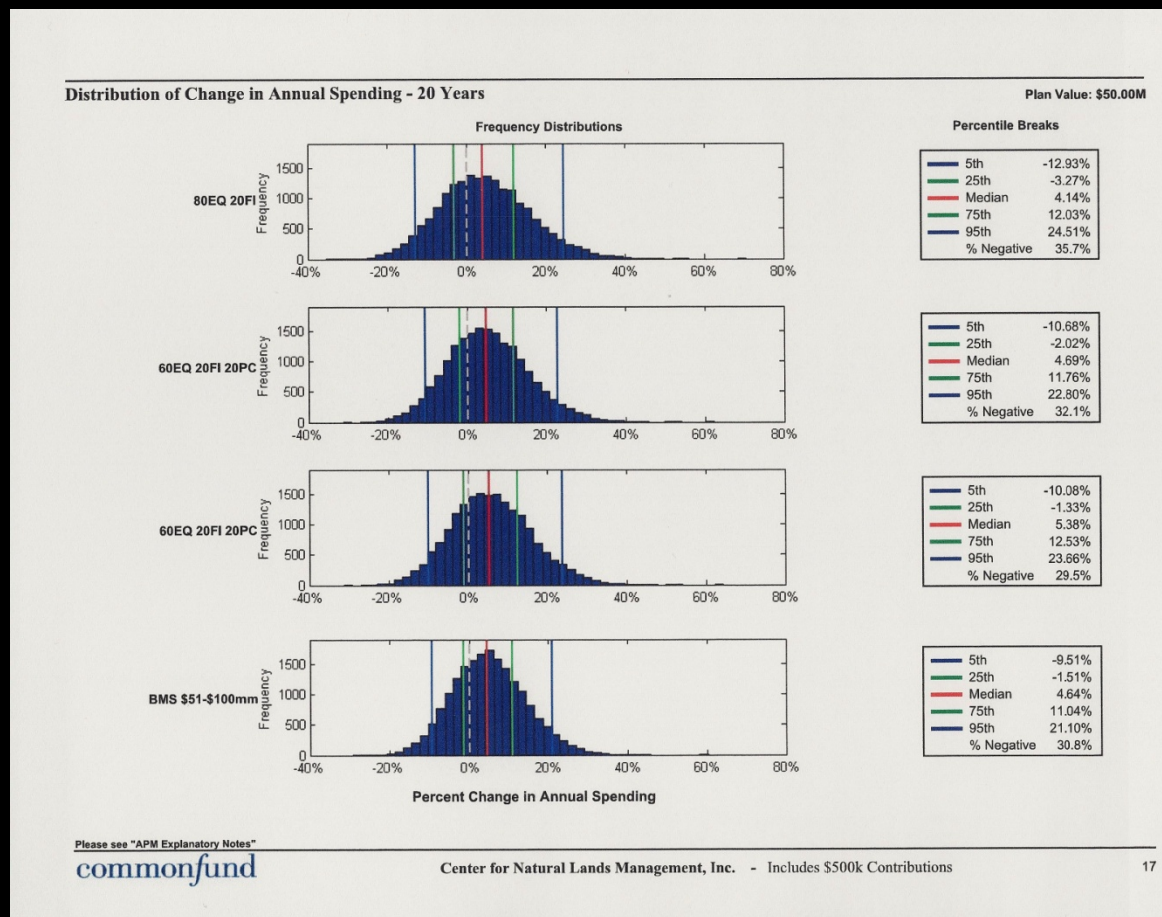 Distribution of Change in Annual Spending - 20 Years
Plan Value: $50.00M
Frequency Distributions
Percentile Breaks
80EQ 20FI
Frequency
1500
1000
500
0
-40% -20% 0% 20% 40% 60% 80%
5th -12.93%
25th -3.27%
Median 4.14%
75th 12.03%
95th 24.51%
% Negative 35.7%
60EQ 20FI 20PC
Frequency
1500
1000
500
0
-40% -20% 0% 20% 40% 60% 80%
5th -10.68%
25th -2.02%
Median 4.69%
75th 11.76%
95th 22.80%
% Negative 32.1%
60EQ 20FI 20PC
Frequency
1500
1000
500
0
-40% -20% 0% 20% 40% 60% 80%
5th -10.08%
25th -1.33%
Median 5.38%
75th 12.53%
95th 23.66%
% Negative 29.5%
BMS $51-$100mm
Frequency
1500
1000
500
0
-40% -20% 0% 20% 40% 60% 80%
5th -9.51%
25th -1.51%
Median 4.64%
75th 11.04%
95th 21.10%
% Negative 30.8%
Percent Change in Annual Spending
Please see "APM Explanatory Notes"
commonfund
Center for Natural Lands Management, Inc. - Includes $500k Contributions
17